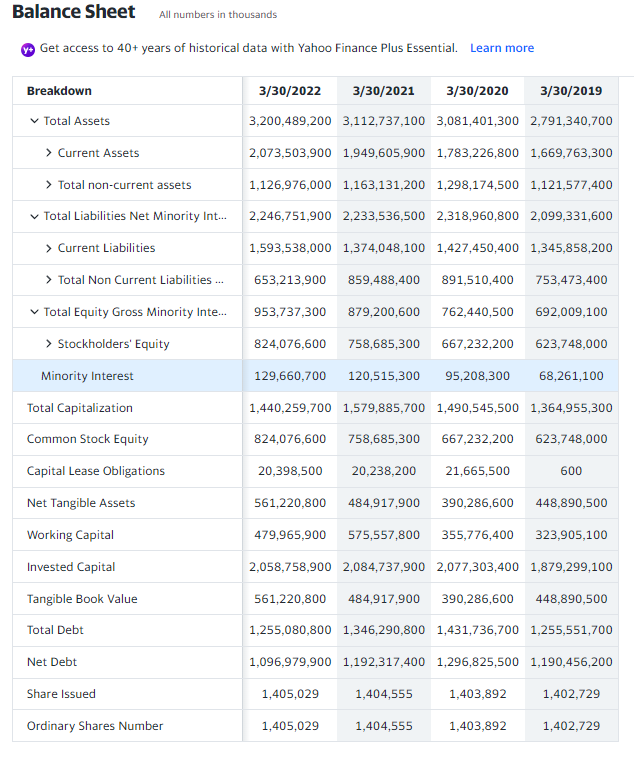 Balance Sheet All numbers in thousands
Y+ Get access to 40+ years of historical data with Yahoo Finance Plus Essential. Learn more
Breakdown 3/30/2022 3/30/2021 3/30/2020 3/30/2019
Total Assets 3,200,489,200 3,112,737,100 3,081,401,300 2,791,340,700
Current Assets 2,073,503,900 1,949,605,900 1,783,226,800 1,669,763,300
Total non-current assets 1,126,976,000 1,163,131,200 1,298,174,500 1,121,577,400
Total Liabilities Net Minority Int... 2,246,751,900 2,233,536,500 2,318,960,800 2,099,331,600
Current Liabilities 1,593,538,000 1,374,048,100 1,427,450,400 1,345,858,200
Total Non Current Liabilities ... 653,213,900 859,488,400 891,510,400 753,473,400
Total Equity Gross Minority Inte... 953,737,300 879,200,600 762,440,500 692,009,100
Stockholders' Equity 824,076,600 758,685,300 667,232,200 623,748,000
Minority Interest 129,660,700 120,515,300 95,208,300 68,261,100
Total Capitalization 1,440,259,700 1,579,885,700 1,490,545,500 1,364,955,300
Common Stock Equity 824,076,600 758,685,300 667,232,200 623,748,000
Capital Lease Obligations 20,398,500 20,238,200 21,665,500 600
Net Tangible Assets 561,220,800 484,917,900 390,286,600 448,890,500
Working Capital 479,965,900 575,557,800 355,776,400 323,905,100
Invested Capital 2,058,758,900 2,084,737,900 2,077,303,400 1,879,299,100
Tangible Book Value 561,220,800 484,917,900 390,286,600 448,890,500
Total Debt 1,255,080,800 1,346,290,800 1,431,736,700 1,255,551,700
Net Debt 1,096,979,900 1,192,317,400 1,296,825,500 1,190,456,200
Share Issued 1,405,029 1,404,555 1,403,892 1,402,729
Ordinary Shares Number 1,405,029 1,404,555 1,403,892 1,402,729